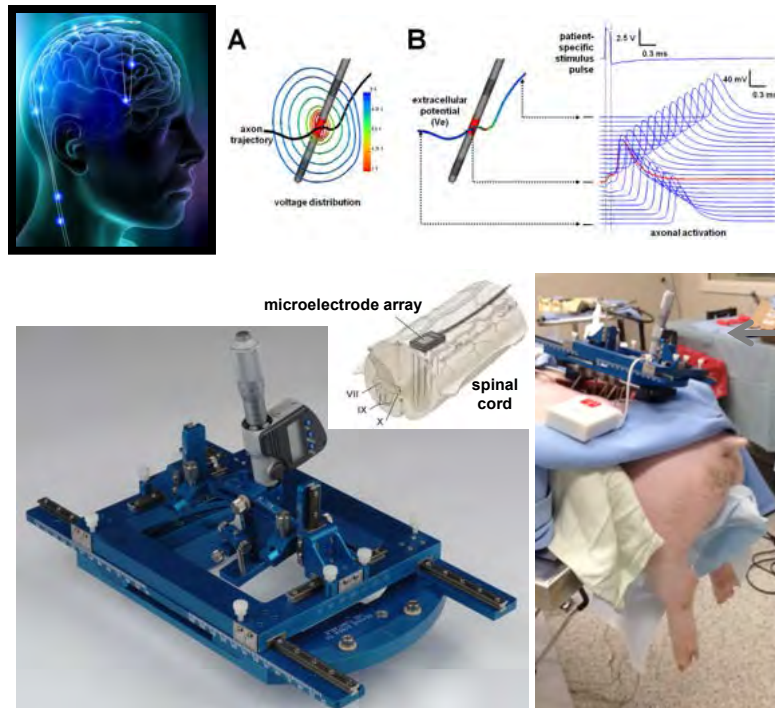 A
axon
trajectory
voltage distribution
B
extracellular
potential
(Ve)
patient-
specific
stimulus
pulse
2.5 V
0.3 ms
40 mV
0.3 ms
axonal activation
microelectrode array
VII
IX
X
spinal
cord